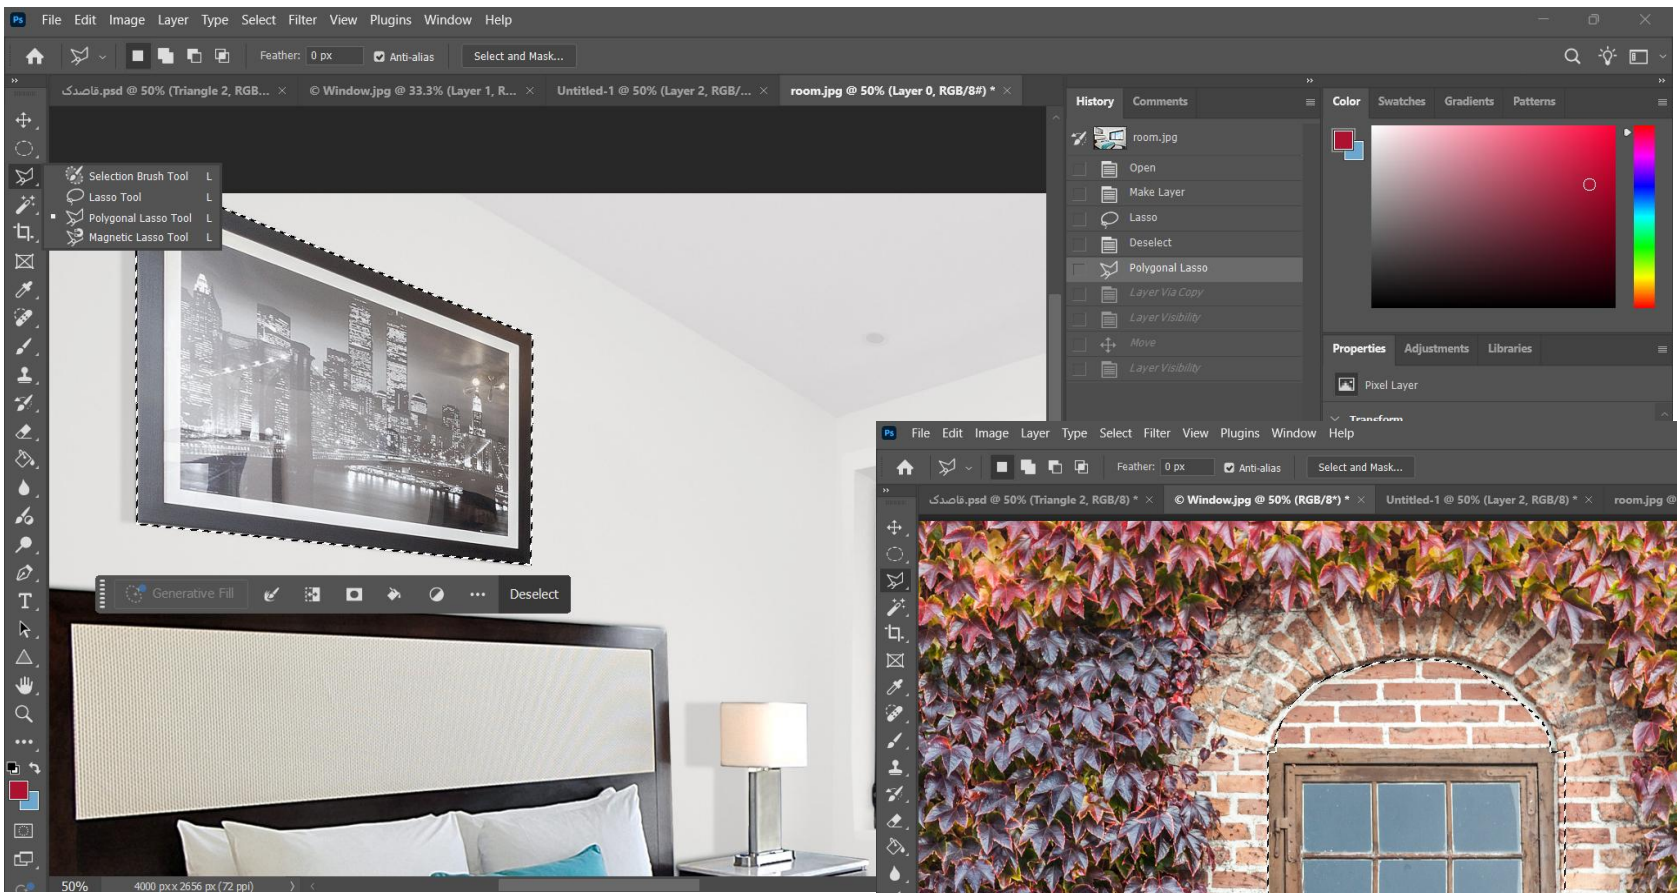 Ps File Edit Image Layer Type Select Filter View Plugins Window Help
Feather: 0 px Anti-alias Select and Mask...
قاصدک.psd @ 50% (Triangle 2, RGB... × © Window.jpg @ 33.3% (Layer 1, R... × Untitled-1 @ 50% (Layer 2, RGB/... × room.jpg @ 50% (Layer 0, RGB/8#) * ×
Selection Brush Tool L
Lasso Tool L
Polygonal Lasso Tool L
Magnetic Lasso Tool L
Generative Fill Deselect
50% 4000 px x 2656 px (72 ppi)
History Comments
room.jpg
Open
Make Layer
Lasso
Deselect
Polygonal Lasso
Layer Via Copy
Layer Visibility
Move
Layer Visibility
Color Swatches Gradients Patterns
Properties Adjustments Libraries
Pixel Layer
Transform
Ps File Edit Image Layer Type Select Filter View Plugins Window Help
Feather: 0 px Anti-alias Select and Mask...
قاصدک.psd @ 50% (Triangle 2, RGB/8) * × © Window.jpg @ 50% (RGB/8*) * × Untitled-1 @ 50% (Layer 2, RGB/8) * × room.jpg @